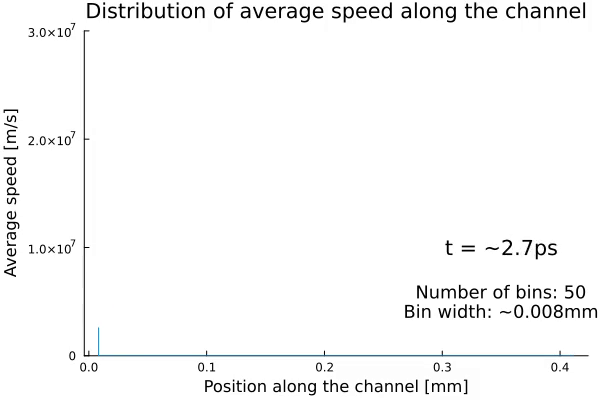 Distribution of average speed along the channel
3.0×10⁷
2.0×10⁷
1.0×10⁷
0
Average speed [m/s]
t = ~2.7ps
Number of bins: 50
Bin width: ~0.008mm
0.0 0.1 0.2 0.3 0.4
Position along the channel [mm]